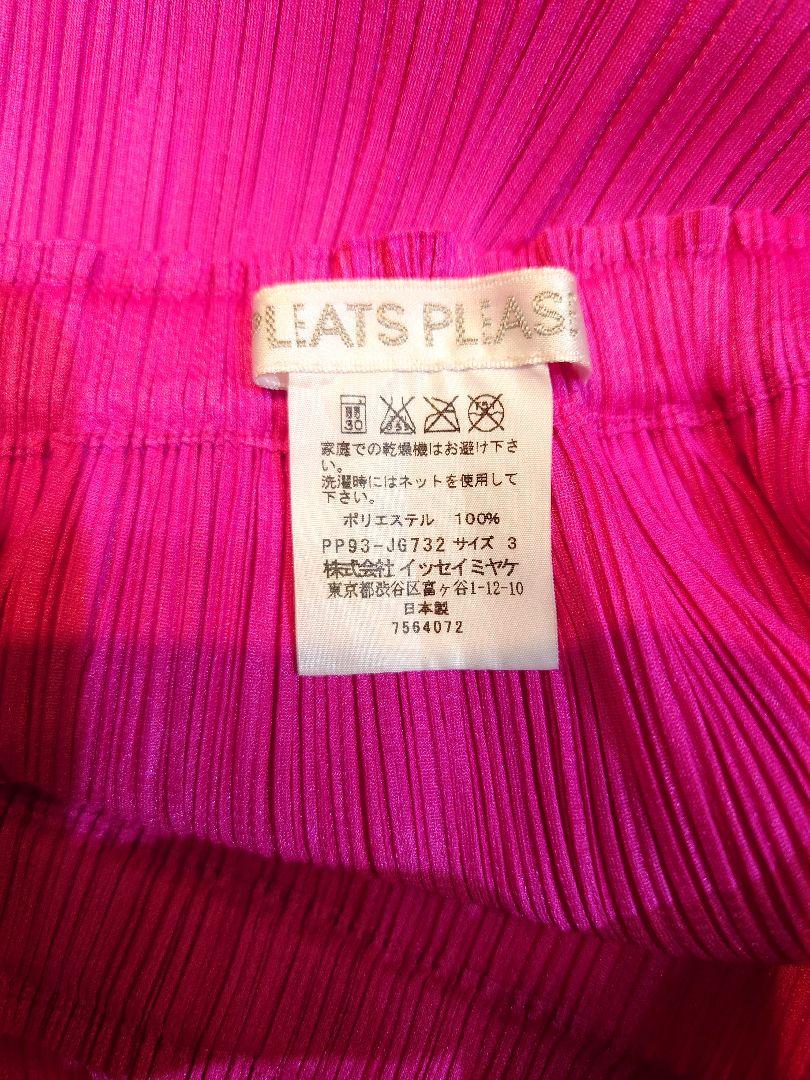 PLEATS PLEASE
30
家庭での乾燥機はお避け下さ
い。
洗濯時にはネットを使用して
下さい。
ポリエステル 100%
PP93-JG732 サイズ 3
株式会社 イッセイミヤケ
東京都渋谷区富ヶ谷1-12-10
日本製
7564072